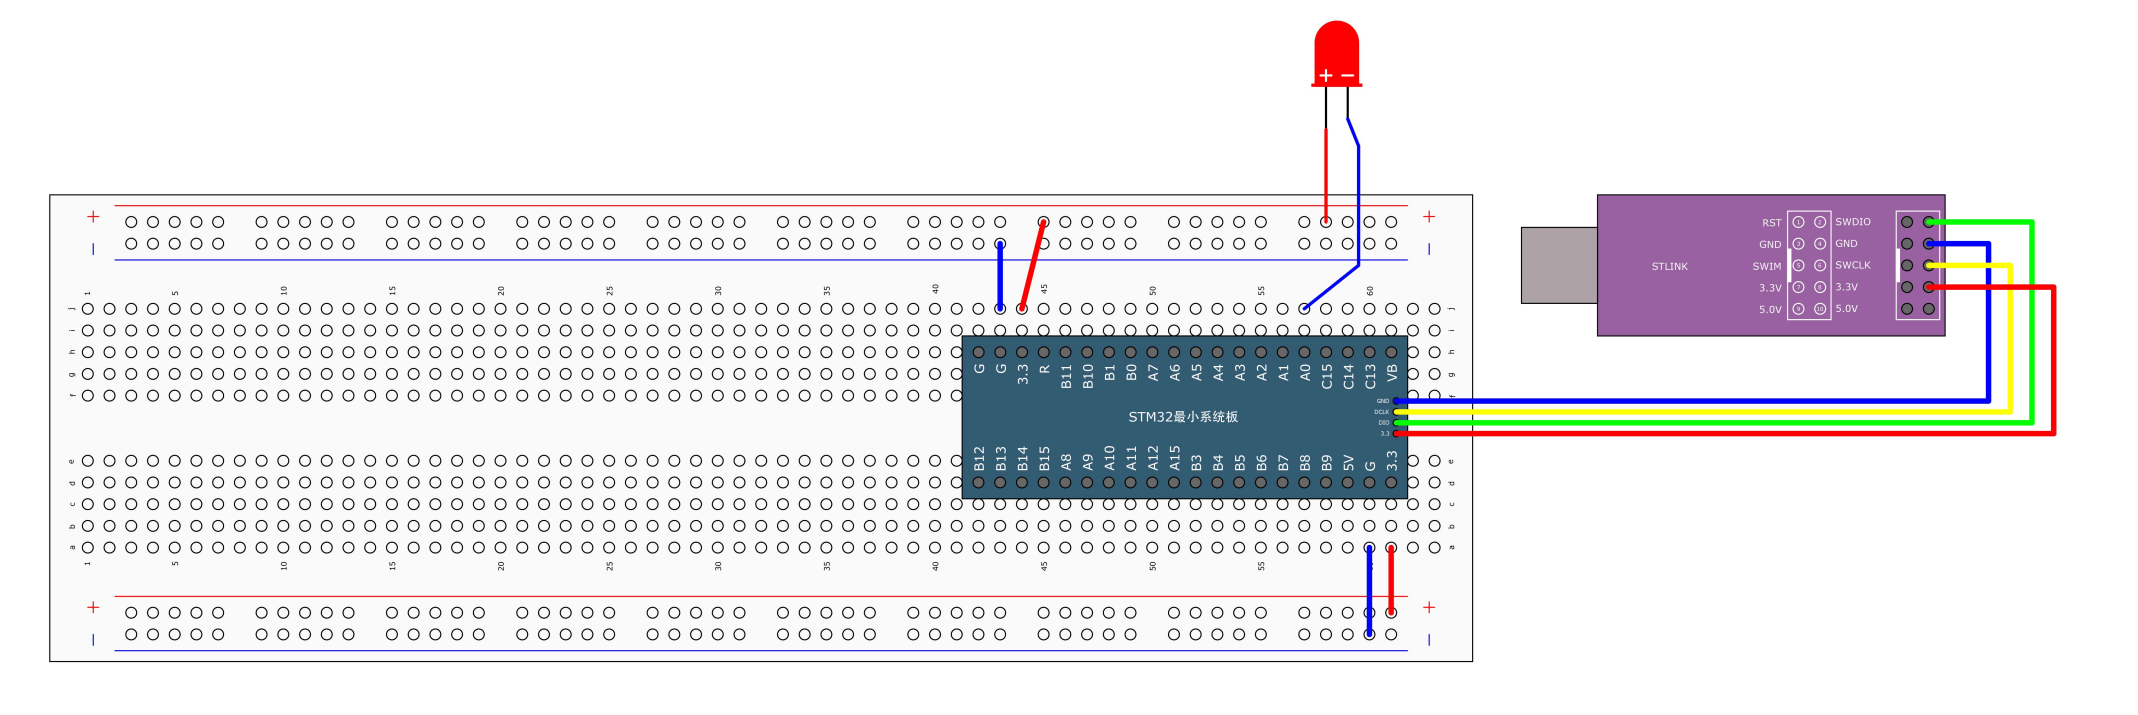 + −
+ +
− −
1 5 10 15 20 25 30 35 40 45 50 55 60
j j
i i
h h
g g
f f
G G 3.3 R B11 B10 B1 B0 A7 A6 A5 A4 A3 A2 A1 A0 C15 C14 C13 VB
GND
DCLK
DIO
3.3
STM32最小系统板
B12 B13 B14 B15 A8 A9 A10 A11 A12 A15 B3 B4 B5 B6 B7 B8 B9 5V G 3.3
e e
d d
c c
b b
a a
1 5 10 15 20 25 30 35 40 45 50 55
+ +
− −
STLINK
RST 1 2 SWDIO
GND 3 4 GND
SWIM 5 6 SWCLK
3.3V 7 8 3.3V
5.0V 9 10 5.0V